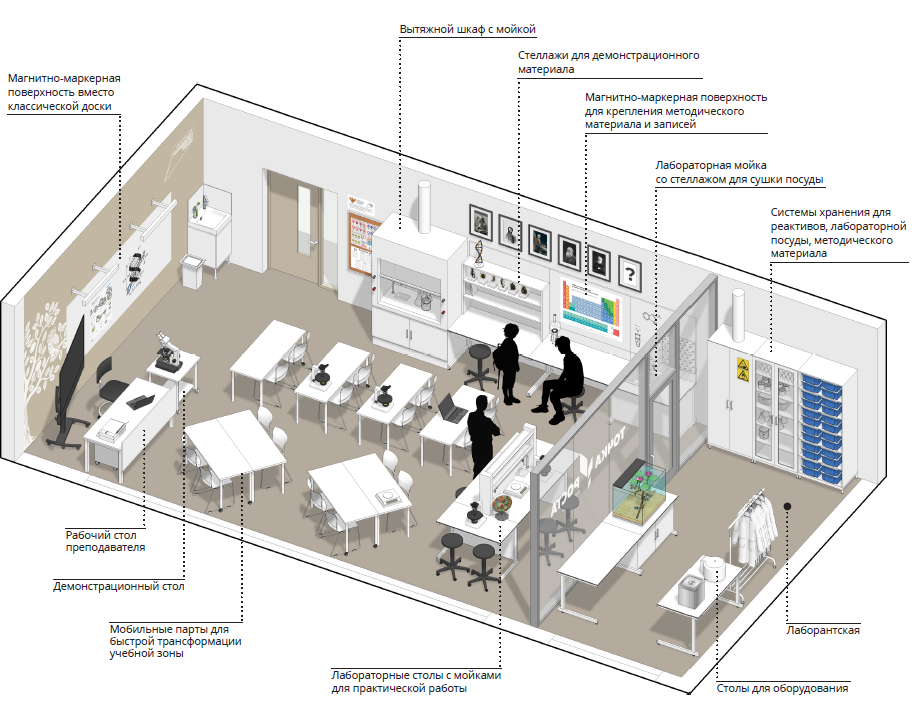 Вытяжной шкаф с мойкой
Стеллажи для демонстрационного
материала
Магнитно-маркерная
поверхность вместо
классической доски
Магнитно-маркерная поверхность
для крепления методического
материала и записей
Лабораторная мойка
со стеллажом для сушки посуды
Системы хранения для
реактивов, лабораторной
посуды, методического
материала
?
ТОЧКА
РОСТА
Рабочий стол
преподавателя
Демонстрационный стол
Мобильные парты для
быстрой трансформации
учебной зоны
Лабораторные столы с мойками
для практической работы
Лаборантская
Столы для оборудования